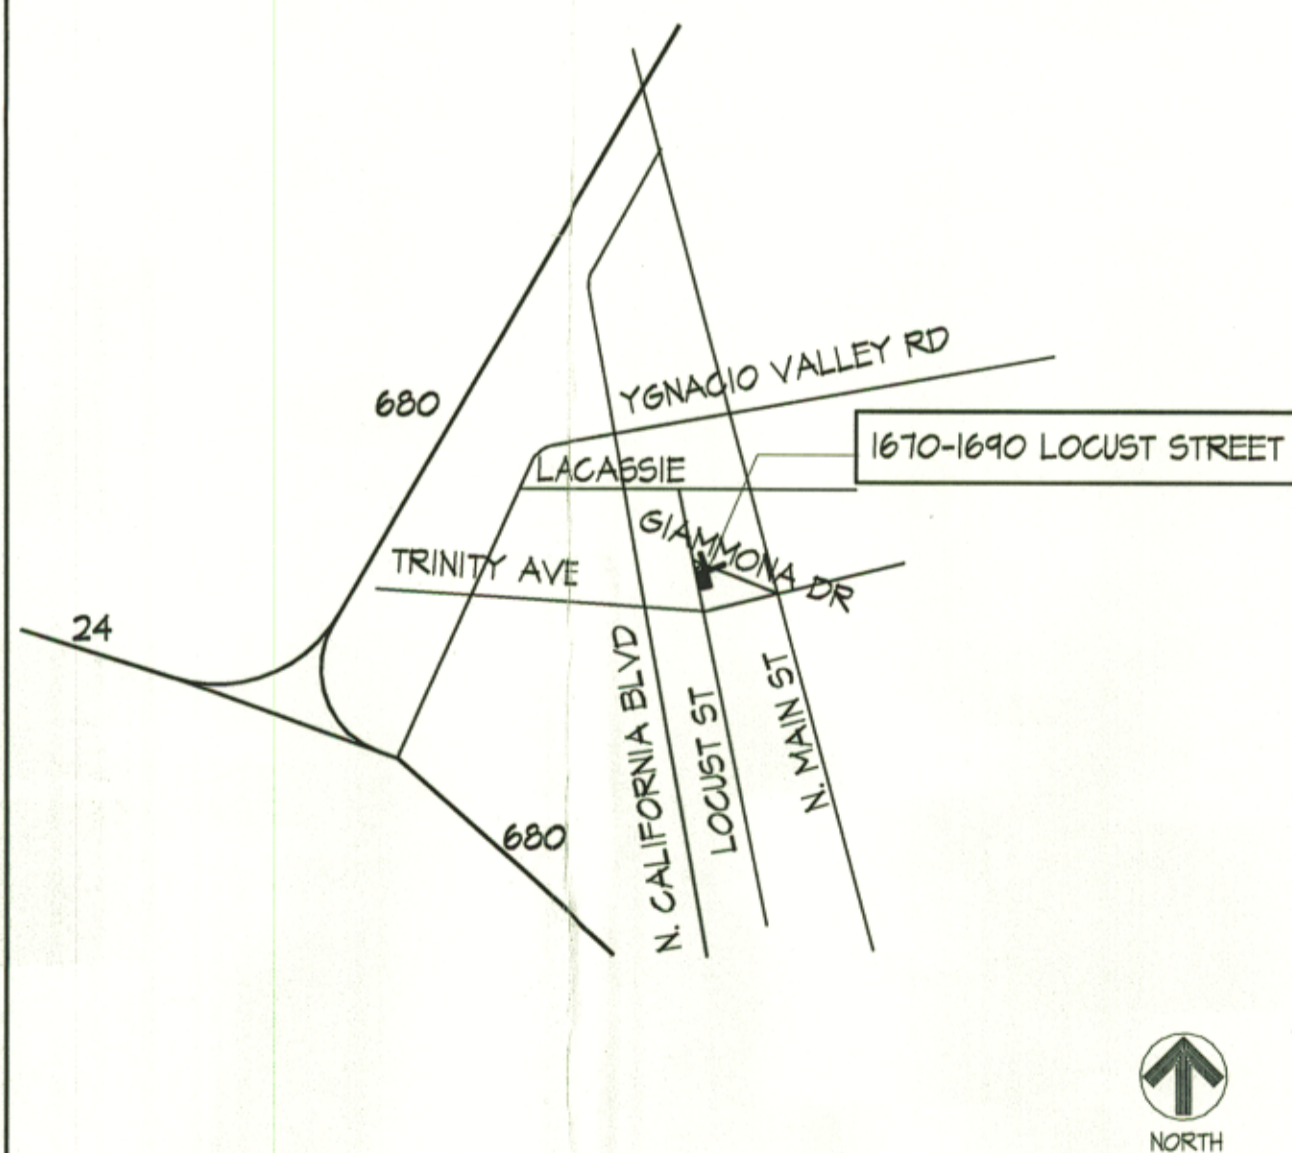 680
YGNACIO VALLEY RD
1670-1690 LOCUST STREET
LACASSIE
GIAMMONA DR
TRINITY AVE
24
N. CALIFORNIA BLVD
LOCUST ST
N. MAIN ST
680
NORTH